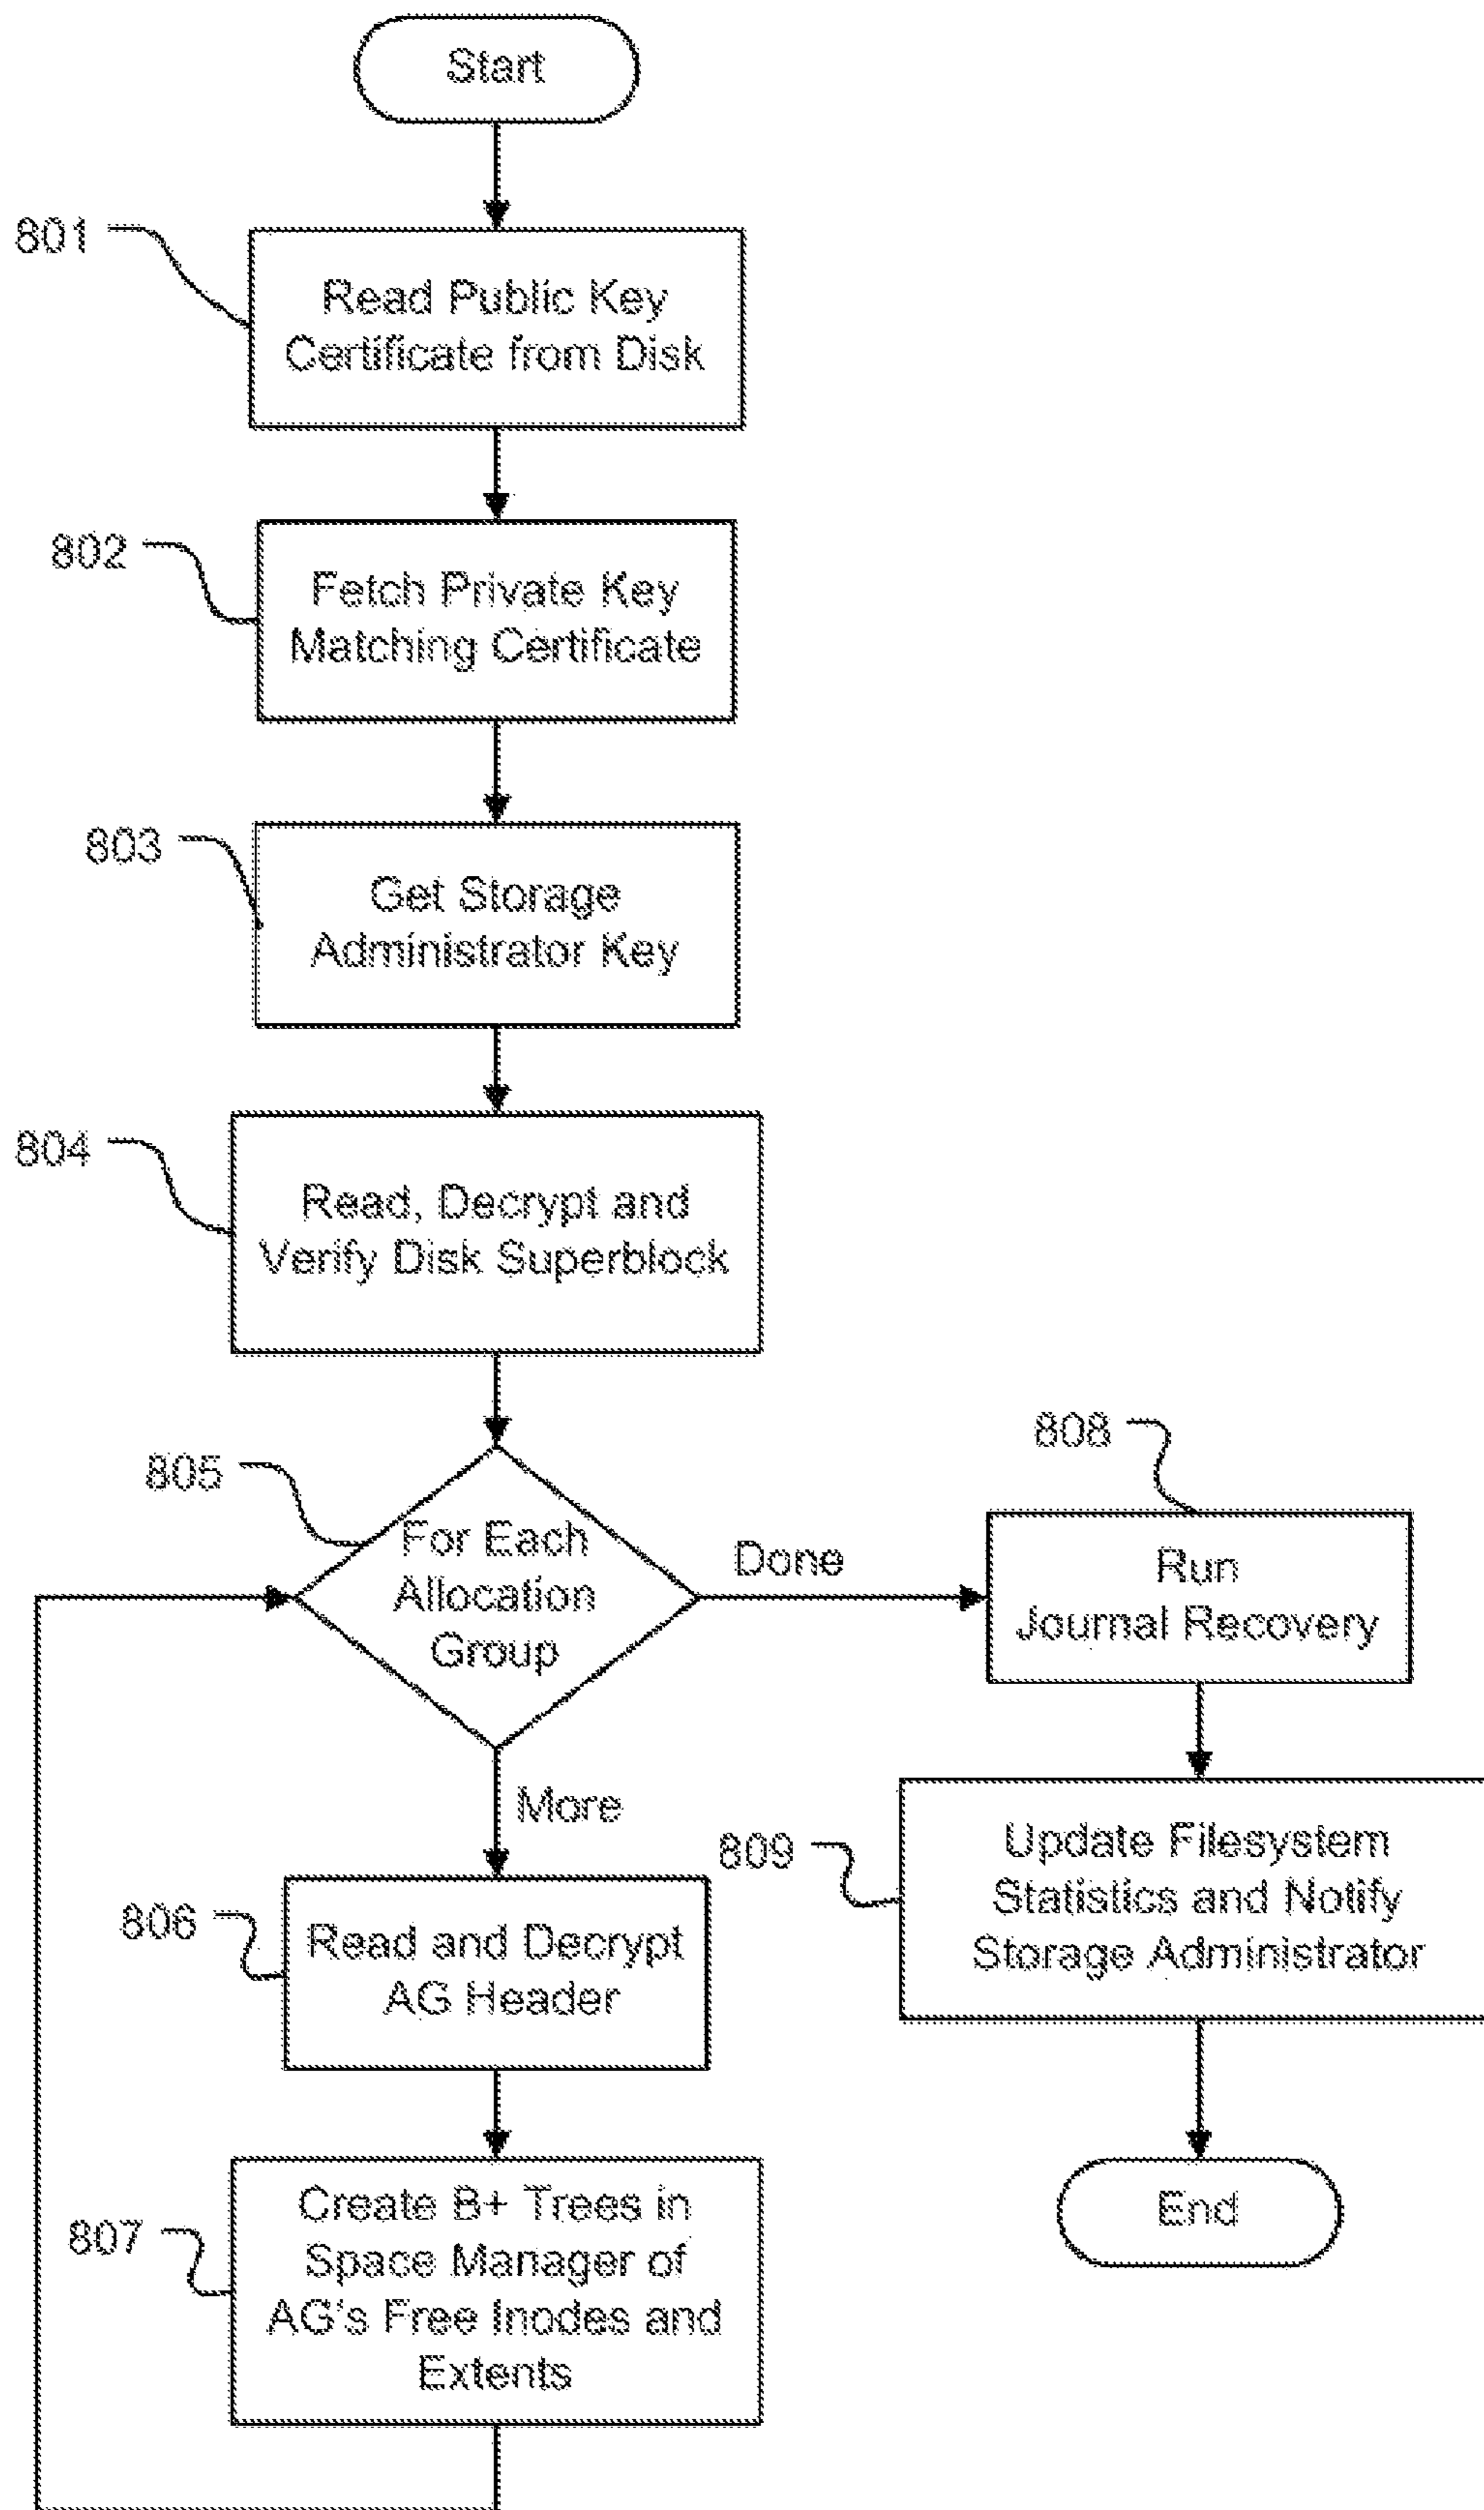 Start
801
Read Public Key
Certificate from Disk
802
Fetch Private Key
Matching Certificate
803
Get Storage
Administrator Key
804
Read, Decrypt and
Verify Disk Superblock
805
For Each
Allocation
Group
Done
More
806
Read and Decrypt
AG Header
807
Create B+ Trees in
Space Manager of
AG's Free Inodes and
Extents
808
Run
Journal Recovery
809
Update Filesystem
Statistics and Notify
Storage Administrator
End